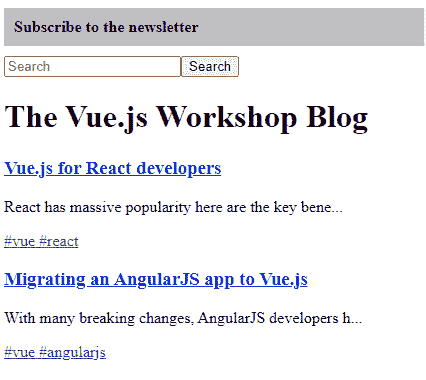 Subscribe to the newsletter
Search Search
The Vue.js Workshop Blog
Vue.js for React developers
React has massive popularity here are the key bene...
#vue #react
Migrating an AngularJS app to Vue.js
With many breaking changes, AngularJS developers h...
#vue #angularjs